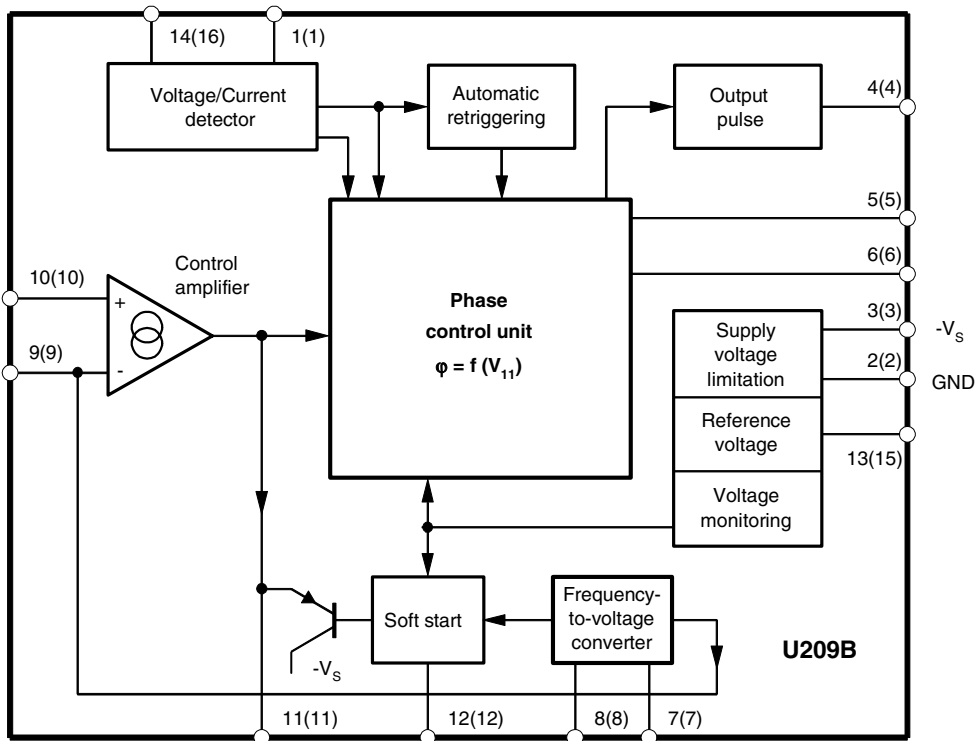 14(16)
1(1)
Voltage/Current
detector
Automatic
retriggering
Output
pulse
4(4)
5(5)
6(6)
10(10)
Control
amplifier
+
9(9)
-
Phase
control unit
φ = f (V11)
3(3)
-VS
Supply
voltage
limitation
2(2)
GND
Reference
voltage
13(15)
Voltage
monitoring
Soft start
Frequency-
to-voltage
converter
-VS
U209B
11(11)
12(12)
8(8)
7(7)